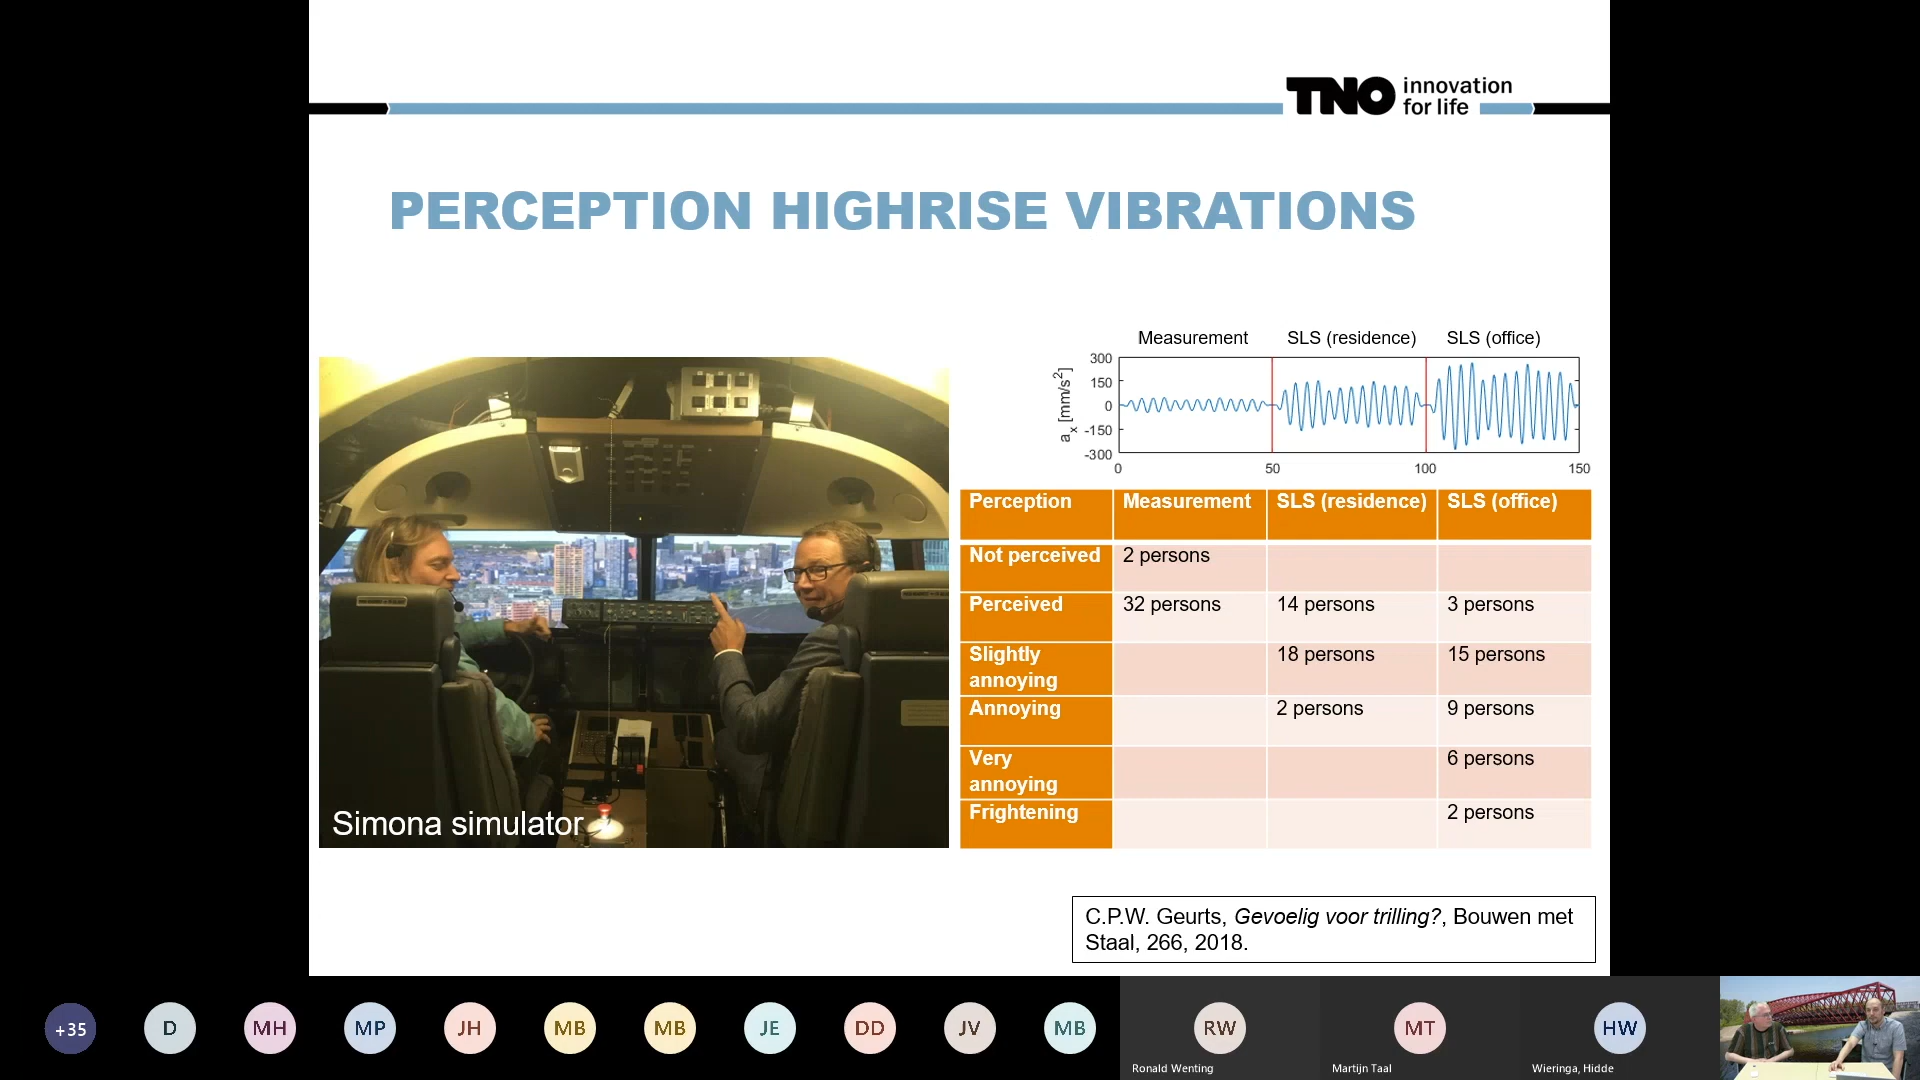 TNO innovation
for life
PERCEPTION HIGHRISE VIBRATIONS
Measurement SLS (residence) SLS (office)
300
150
0
-150
-300
aₓ [mm/s²]
0 50 100 150
Simona simulator
Perception Measurement SLS (residence) SLS (office)
Not perceived 2 persons
Perceived 32 persons 14 persons 3 persons
Slightly
annoying 18 persons 15 persons
Annoying 2 persons 9 persons
Very
annoying 6 persons
Frightening 2 persons
C.P.W. Geurts, Gevoelig voor trilling?, Bouwen met
Staal, 266, 2018.
+35 D MH MP JH MB MB JE DD JV MB RW MT HW
Ronald Wenting Martijn Taal Wieringa, Hidde